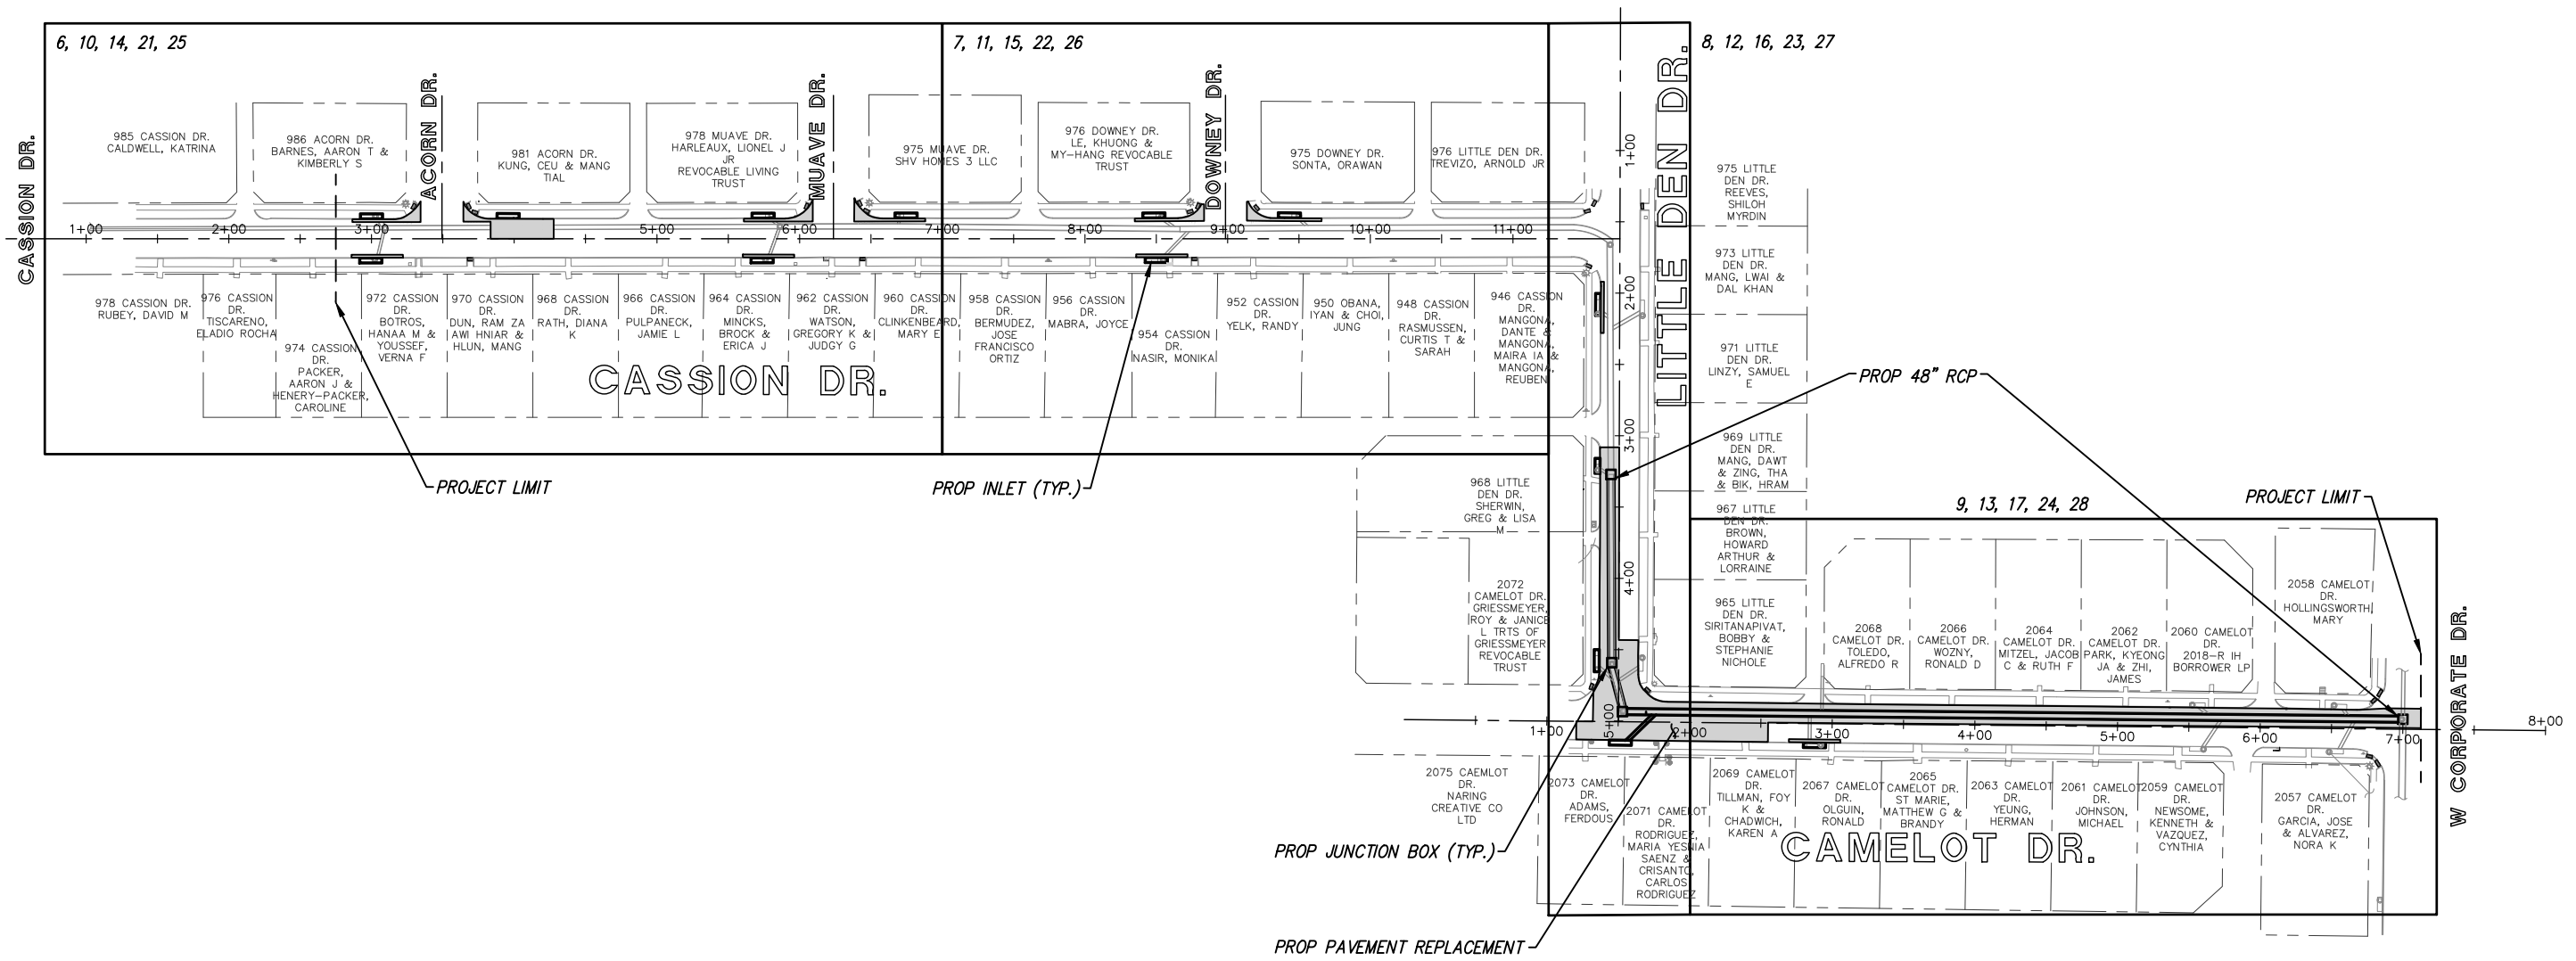 6, 10, 14, 21, 25
7, 11, 15, 22, 26
8, 12, 16, 23, 27
CASSION DR.
ACORN DR.
MUAVE DR.
DOWNEY DR.
LITTLE DEN DR.
985 CASSION DR.
CALDWELL, KATRINA
986 ACORN DR.
BARNES, AARON T &
KIMBERLY S
981 ACORN DR.
KUNG, CEU & MANG
TIAL
978 MUAVE DR.
HARLEAUX, LIONEL J
JR
REVOCABLE LIVING
TRUST
975 MUAVE DR.
SHV HOMES 3 LLC
976 DOWNEY DR.
LE, KHUONG &
MY-HANG REVOCABLE
TRUST
975 DOWNEY DR.
SONTA, ORAWAN
976 LITTLE DEN DR.
TREVIZO, ARNOLD JR
1+00
2+00
3+00
5+00
6+00
7+00
8+00
9+00
10+00
11+00
978 CASSION DR.
RUBEY, DAVID M
976 CASSION
DR.
TISCARENO,
ELADIO ROCHA
974 CASSION
DR.
PACKER,
AARON J &
HENERY-PACKER,
CAROLINE
972 CASSION
DR.
BOTROS,
HANAA M &
YOUSSEF,
VERNA F
970 CASSION
DR.
DUN, RAM ZA
AWI HNIAR &
HLUN, MANG
968 CASSION
DR.
RATH, DIANA
K
966 CASSION
DR.
PULPANECK,
JAMIE L
964 CASSION
DR.
MINCKS,
BROCK &
ERICA J
962 CASSION
DR.
WATSON,
GREGORY K &
JUDGY G
960 CASSION
DR.
CLINKENBEARD,
MARY E
958 CASSION
DR.
BERMUDEZ,
JOSE
FRANCISCO
ORTIZ
956 CASSION
DR.
MABRA, JOYCE
954 CASSION
DR.
NASIR, MONIKA
952 CASSION
DR.
YELK, RANDY
950 OBANA,
IYAN & CHOI,
JUNG
948 CASSION
DR.
RASMUSSEN,
CURTIS T &
SARAH
946 CASSION
DR.
MANGONA,
DANTE &
MANGONA,
MAIRA IA &
MANGONA,
REUBEN
CASSION DR.
1+00
2+00
3+00
4+00
5+00
975 LITTLE
DEN DR.
REEVES,
SHILOH
MYRDIN
973 LITTLE
DEN DR.
MANG, LWAI &
DAL KHAN
971 LITTLE
DEN DR.
LINZY, SAMUEL
E
969 LITTLE
DEN DR.
MANG, DAWT
& ZING, THA
& BIK, HRAM
967 LITTLE
DEN DR.
BROWN,
HOWARD
ARTHUR &
LORRAINE
965 LITTLE
DEN DR.
SIRITANAPIVAT,
BOBBY &
STEPHANIE
NICHOLE
PROP 48" RCP
PROJECT LIMIT
PROP INLET (TYP.)
PROJECT LIMIT
9, 13, 17, 24, 28
968 LITTLE
DEN DR.
SHERWIN,
GREG & LISA
M
2072
CAMELOT DR.
GRIESSMEYER,
ROY & JANICE
L TRTS OF
GRIESSMEYER
REVOCABLE
TRUST
2068
CAMELOT DR.
TOLEDO,
ALFREDO R
2066
CAMELOT DR.
WOZNY,
RONALD D
2064
CAMELOT DR.
MITZEL, JACOB
C & RUTH F
2062
CAMELOT DR.
PARK, KYEONG
JA & ZHI,
JAMES
2060 CAMELOT
DR.
2018-R IH
BORROWER LP
2058 CAMELOT
DR.
HOLLINGSWORTH,
MARY
W CORPORATE DR.
1+00
2+00
3+00
4+00
5+00
6+00
7+00
8+00
2075 CAEMLOT
DR.
NARING
CREATIVE CO
LTD
2073 CAMELOT
DR.
ADAMS,
FERDOUS
2071 CAMELOT
DR.
RODRIGUEZ,
MARIA YESNIA
SAENZ &
CRISANTO,
CARLOS
RODRIGUEZ
2069 CAMELOT
DR.
TILLMAN, FOY
K &
CHADWICH,
KAREN A
2067 CAMELOT
DR.
OLGUIN,
RONALD
2065
CAMELOT DR.
ST MARIE,
MATTHEW G &
BRANDY
2063 CAMELOT
DR.
YEUNG,
HERMAN
2061 CAMELOT
DR.
JOHNSON,
MICHAEL
2059 CAMELOT
DR.
NEWSOME,
KENNETH &
VAZQUEZ,
CYNTHIA
2057 CAMELOT
DR.
GARCIA, JOSE
& ALVAREZ,
NORA K
CAMELOT DR.
PROP JUNCTION BOX (TYP.)
PROP PAVEMENT REPLACEMENT